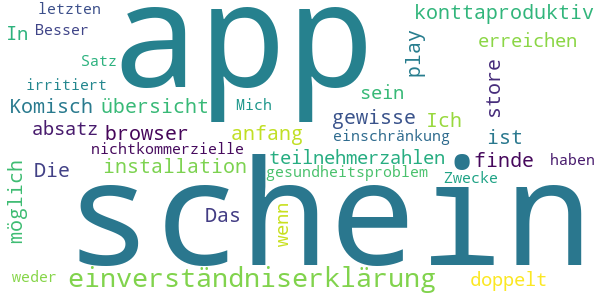 letzten
app
konttaproduktiv
In
Besser
play
erreichen
Satz
store
irritiert
sein
Komisch
übersicht
Mich
gewisse
Ich
absatz
browser
anfang
einschränkung
ist
nichtkommerzielle
teilnehmerzahlen
finde
haben
Die
installation
gesundheitsproblem
Zwecke
möglich
schein
Das
wenn
weder
einverständniserklärung
doppelt